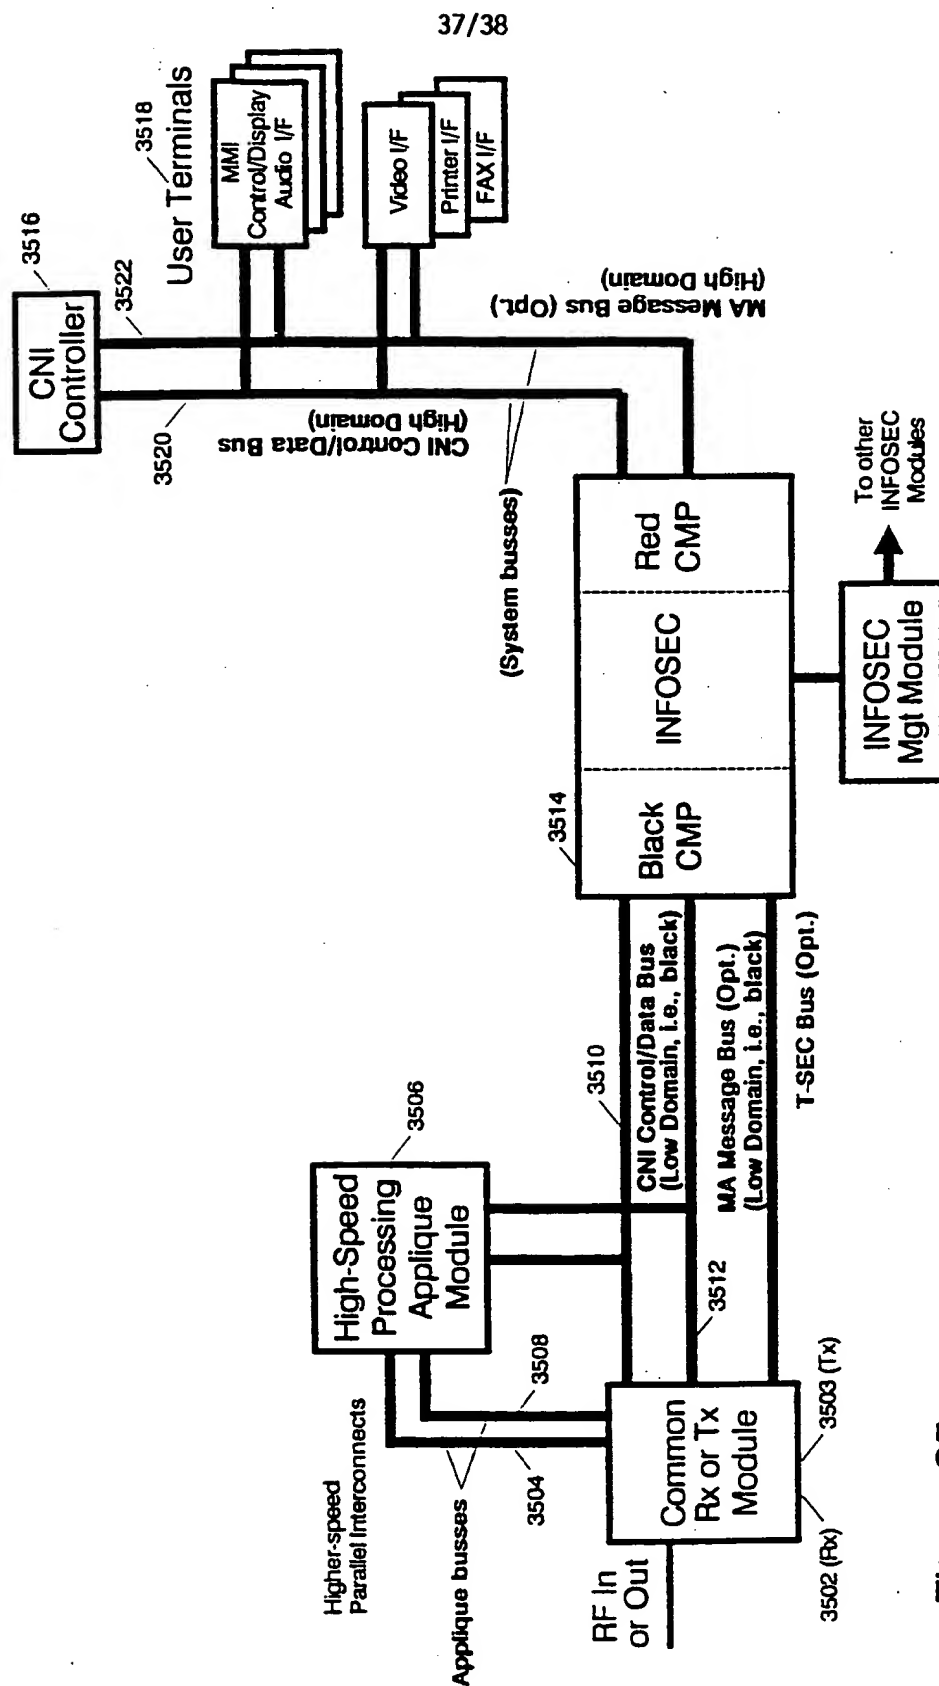 37/38
CNI
Controller
3516
3522
3520
User Terminals
3518
MMI
Control/Display
Audio I/F
Video I/F
Printer I/F
FAX I/F
CNI Control/Data Bus
(High Domain)
MA Message Bus (Opt.)
(High Domain)
(System busses)
Black
CMP
INFOSEC
Red
CMP
3514
INFOSEC
Mgt Module
To other
INFOSEC
Modules
3510
CNI Control/Data Bus
(Low Domain, i.e., black)
MA Message Bus (Opt.)
(Low Domain, i.e., black)
T-SEC Bus (Opt.)
3512
High-Speed
Processing
Applique
Module
3506
Higher-speed
Parallel Interconnects
Applique busses
3504
3508
RF In
or Out
Common
Rx or Tx
Module
3502 (Rx)
3503 (Tx)